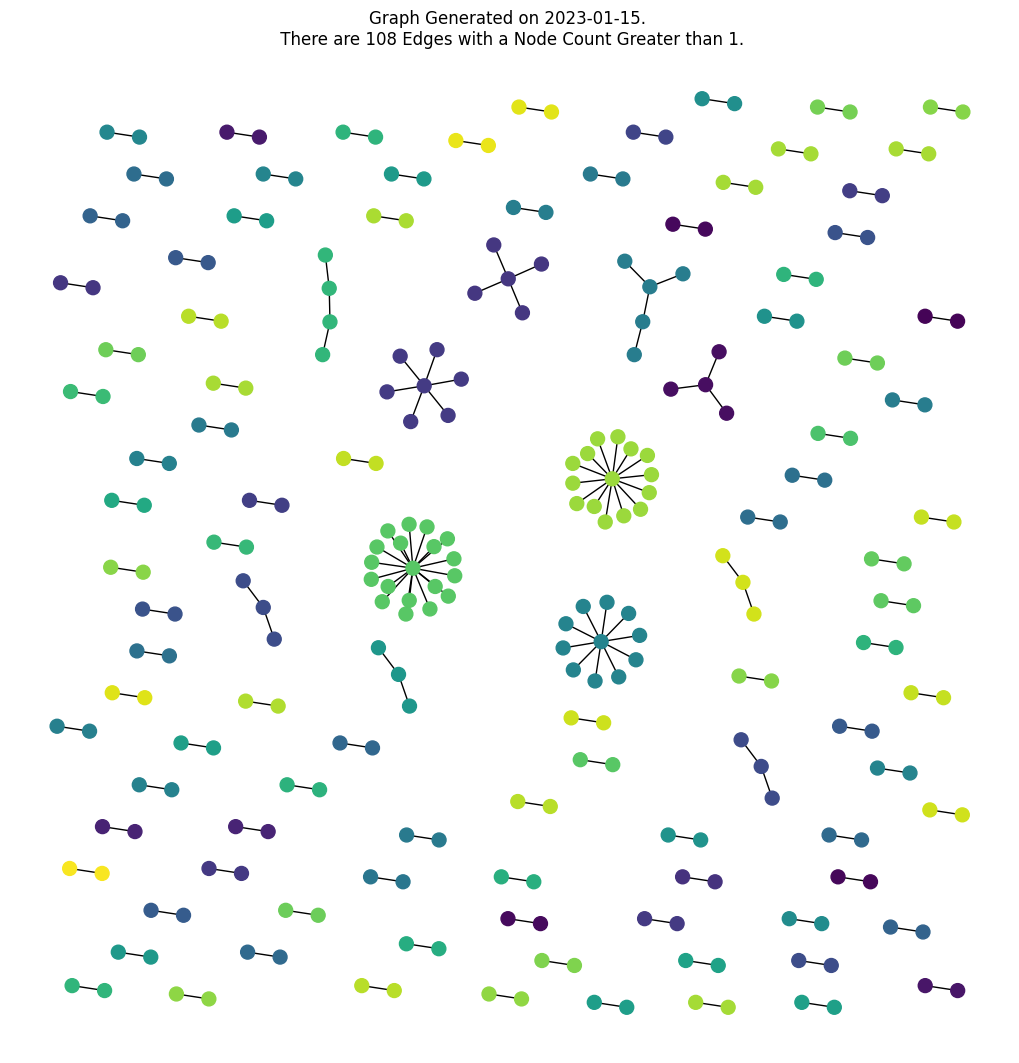 Graph Generated on 2023-01-15.
There are 108 Edges with a Node Count Greater than 1.